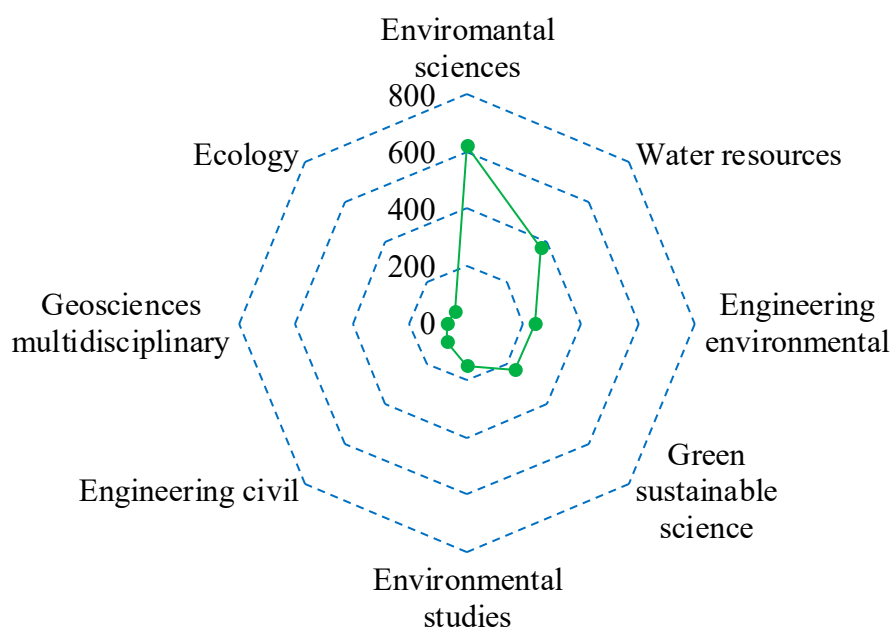 Enviromantal
sciences
800
Ecology
600
Water resources
400
200
Geosciences
multidisciplinary
0
Engineering
environmental
Engineering civil
Green
sustainable
science
Environmental
studies